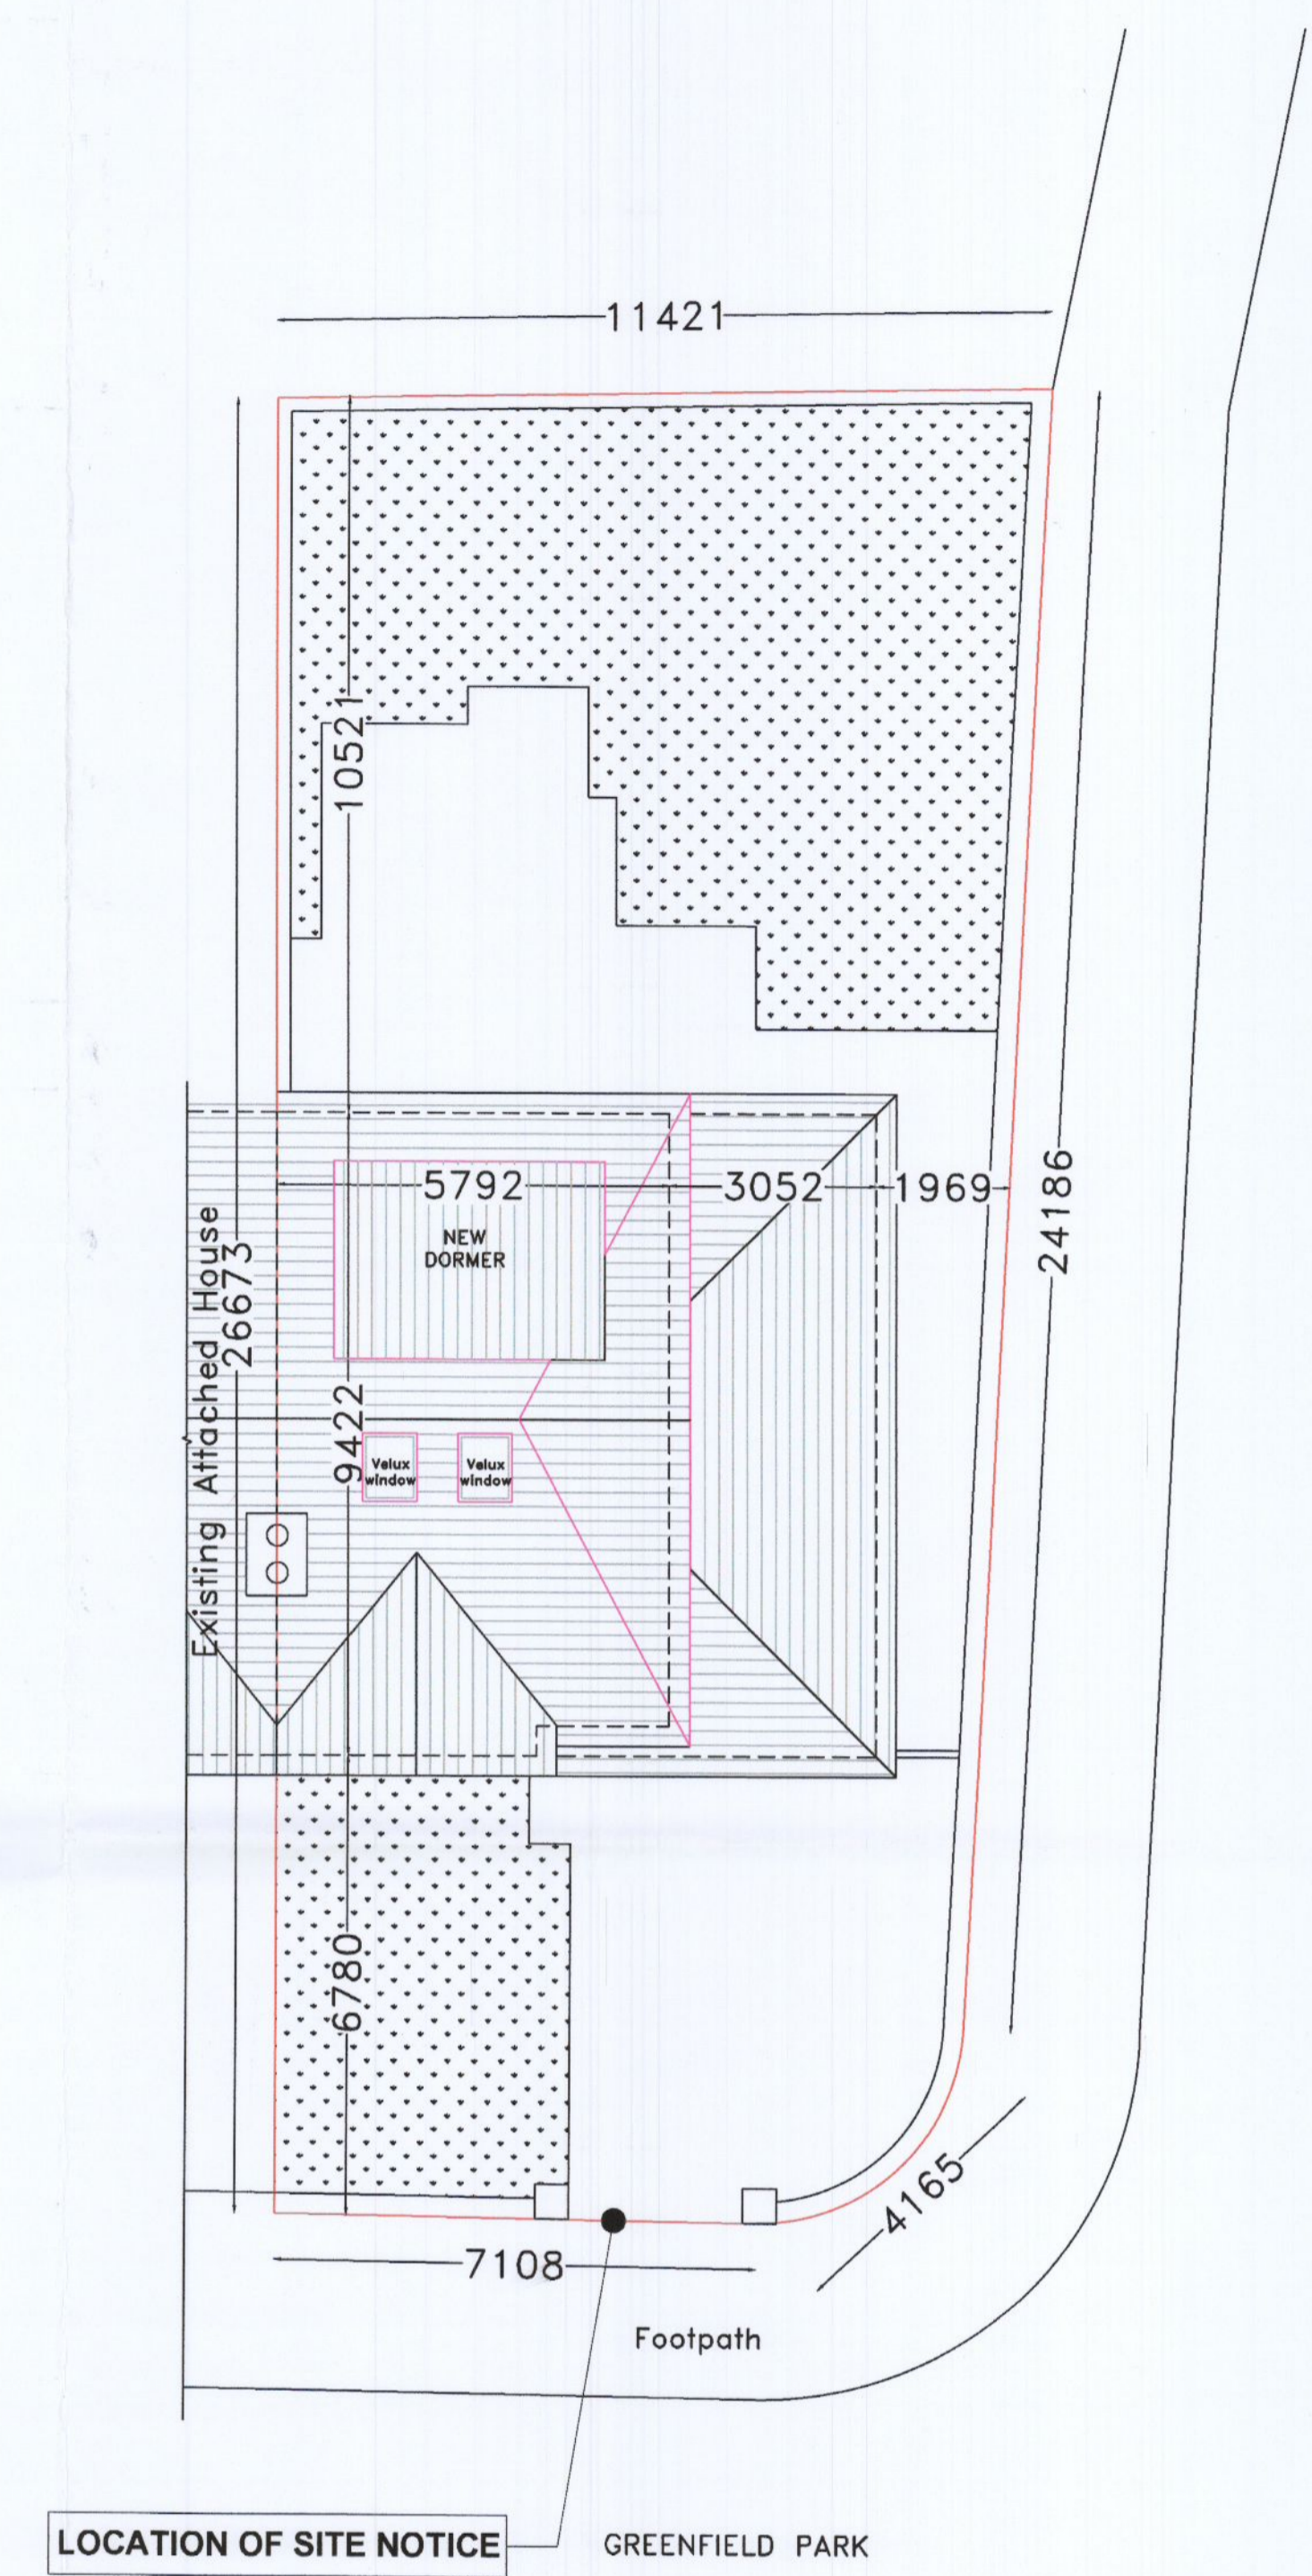 11421
10521
5792
3052
1969
NEW
DORMER
24186
Existing Attached House
26673
9422
Velux
window
Velux
window
6780
4165
7108
Footpath
LOCATION OF SITE NOTICE
GREENFIELD PARK